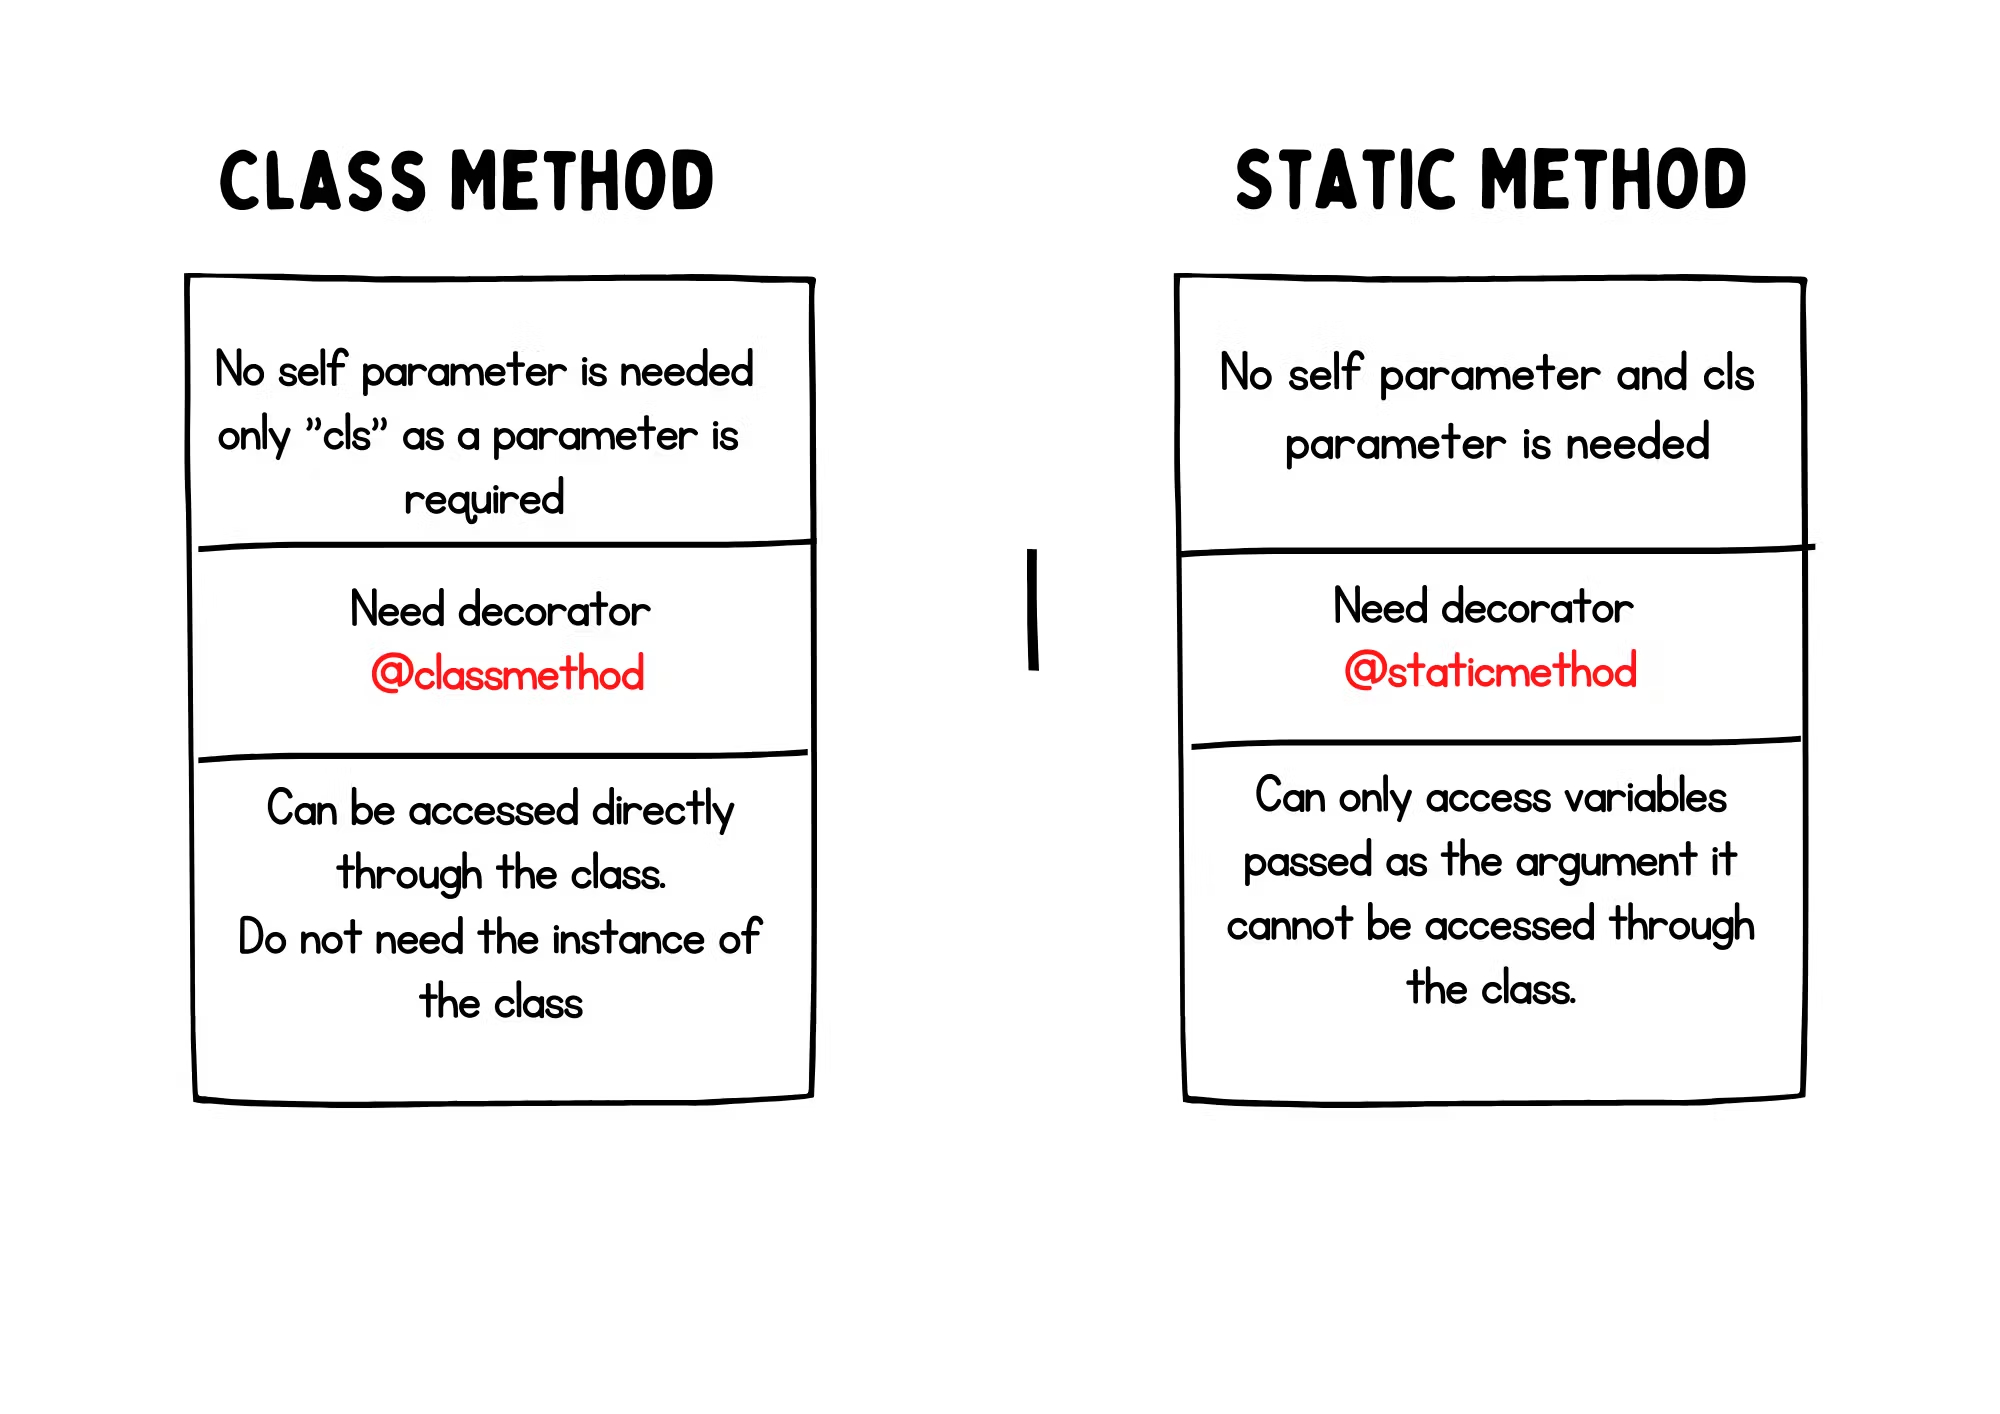 CLASS METHOD
No self parameter is needed
only ”cls” as a parameter is
required
Need decorator
@classmethod
Can be accessed directly
through the class.
Do not need the instance of
the class
STATIC METHOD
No self parameter and cls
parameter is needed
Need decorator
@staticmethod
Can only access variables
passed as the argument it
cannot be accessed through
the class.